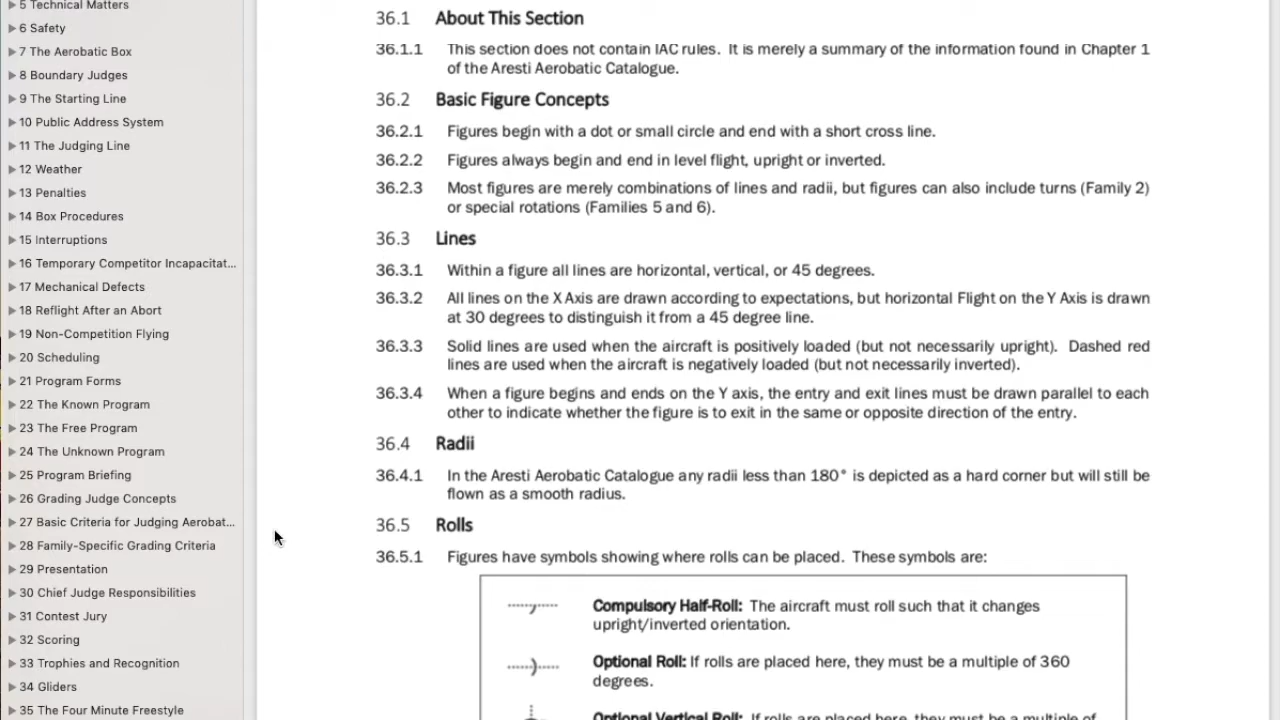 5 Technical Matters
6 Safety
7 The Aerobatic Box
8 Boundary Judges
9 The Starting Line
10 Public Address System
11 The Judging Line
12 Weather
13 Penalties
14 Box Procedures
15 Interruptions
16 Temporary Competitor Incapacitat...
17 Mechanical Defects
18 Reflight After an Abort
19 Non-Competition Flying
20 Scheduling
21 Program Forms
22 The Known Program
23 The Free Program
24 The Unknown Program
25 Program Briefing
26 Grading Judge Concepts
27 Basic Criteria for Judging Aerobat...
28 Family-Specific Grading Criteria
29 Presentation
30 Chief Judge Responsibilities
31 Contest Jury
32 Scoring
33 Trophies and Recognition
34 Gliders
35 The Four Minute Freestyle
36.1 About This Section
36.1.1 This section does not contain IAC rules. It is merely a summary of the information found in Chapter 1
of the Aresti Aerobatic Catalogue.
36.2 Basic Figure Concepts
36.2.1 Figures begin with a dot or small circle and end with a short cross line.
36.2.2 Figures always begin and end in level flight, upright or inverted.
36.2.3 Most figures are merely combinations of lines and radii, but figures can also include turns (Family 2)
or special rotations (Families 5 and 6).
36.3 Lines
36.3.1 Within a figure all lines are horizontal, vertical, or 45 degrees.
36.3.2 All lines on the X Axis are drawn according to expectations, but horizontal Flight on the Y Axis is drawn
at 30 degrees to distinguish it from a 45 degree line.
36.3.3 Solid lines are used when the aircraft is positively loaded (but not necessarily upright). Dashed red
lines are used when the aircraft is negatively loaded (but not necessarily inverted).
36.3.4 When a figure begins and ends on the Y axis, the entry and exit lines must be drawn parallel to each
other to indicate whether the figure is to exit in the same or opposite direction of the entry.
36.4 Radii
36.4.1 In the Aresti Aerobatic Catalogue any radii less than 180° is depicted as a hard corner but will still be
flown as a smooth radius.
36.5 Rolls
36.5.1 Figures have symbols showing where rolls can be placed. These symbols are:
Compulsory Half-Roll: The aircraft must roll such that it changes
upright/inverted orientation.
Optional Roll: If rolls are placed here, they must be a multiple of 360
degrees.
Optional Vertical Roll: If rolls are placed here, they must be a multiple of